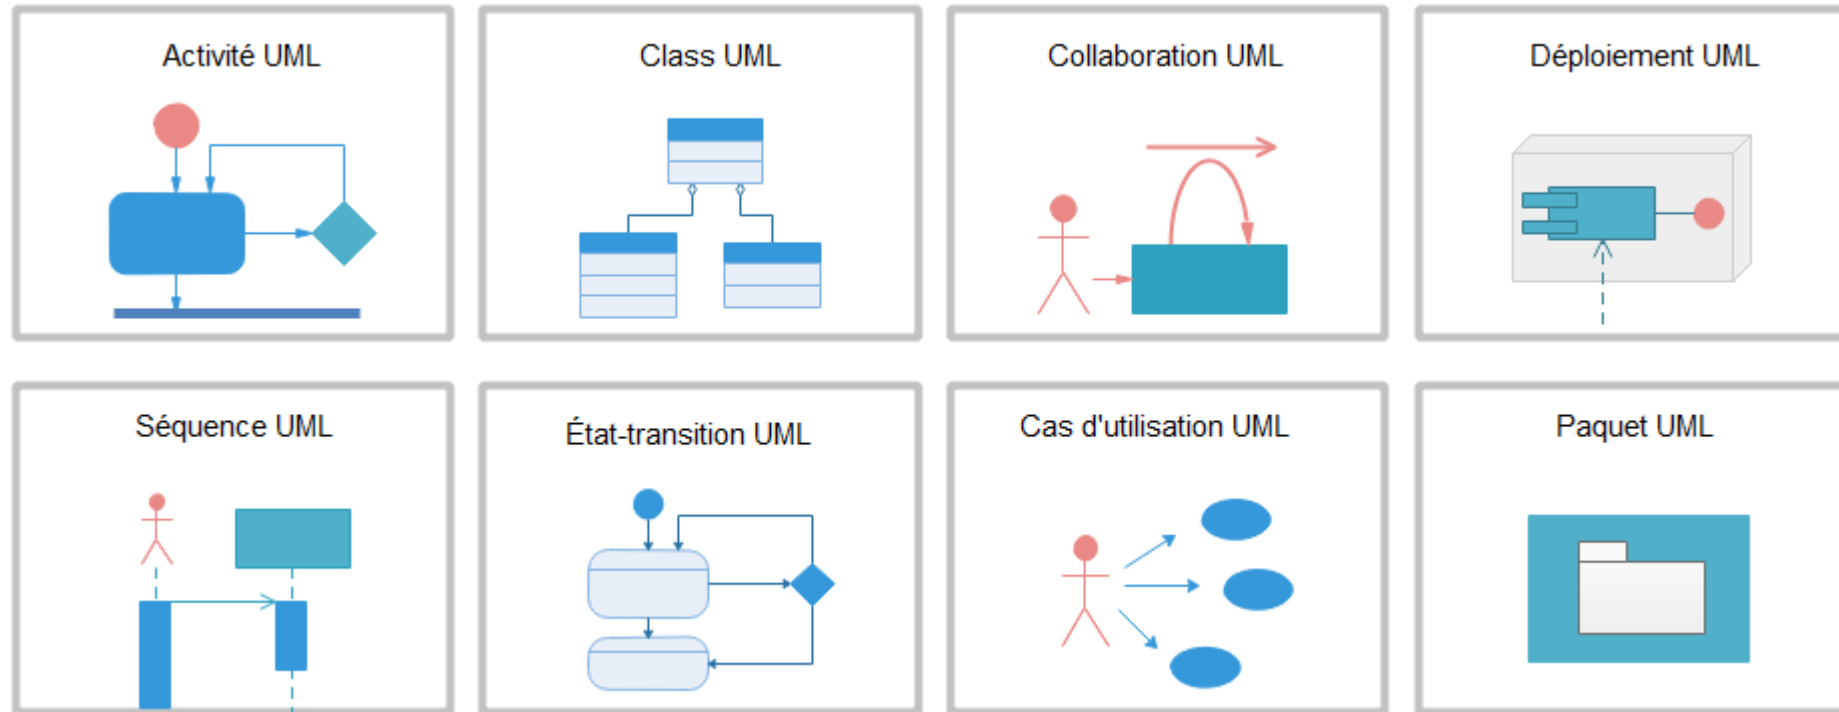 Activité UML
Class UML
Collaboration UML
Déploiement UML
Séquence UML
État-transition UML
Cas d'utilisation UML
Paquet UML